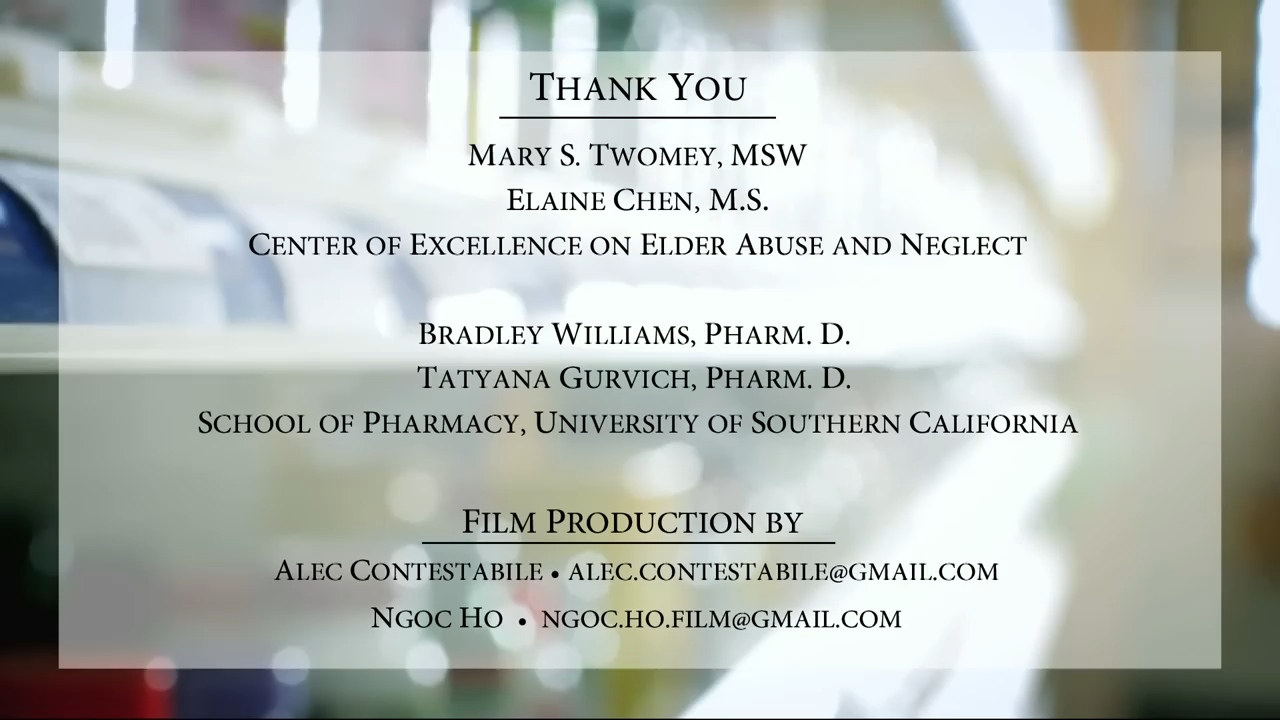 Thank You
Mary S. Twomey, MSW
Elaine Chen, M.S.
Center of Excellence on Elder Abuse and Neglect
Bradley Williams, Pharm. D.
Tatyana Gurvich, Pharm. D.
School of Pharmacy, University of Southern California
Film Production by
Alec Contestabile • alec.contestabile@gmail.com
Ngoc Ho • ngoc.ho.film@gmail.com